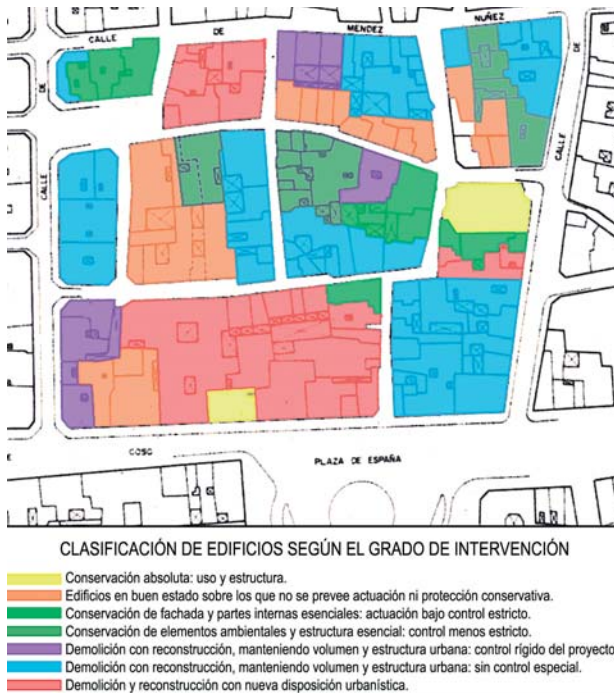 CALLE DE MENDEZ NUÑEZ
CALLE DE
CALLE DE
COSO
PLAZA DE ESPAÑA
CLASIFICACIÓN DE EDIFICIOS SEGÚN EL GRADO DE INTERVENCIÓN
Conservación absoluta: uso y estructura.
Edificios en buen estado sobre los que no se prevee actuación ni protección conservativa.
Conservación de fachada y partes internas esenciales: actuación bajo control estricto.
Conservación de elementos ambientales y estructura esencial: control menos estricto.
Demolición con reconstrucción, manteniendo volumen y estructura urbana: control rígido del proyecto
Demolición con reconstrucción, manteniendo volumen y estructura urbana: sin control especial.
Demolición y reconstrucción con nueva disposición urbanística.